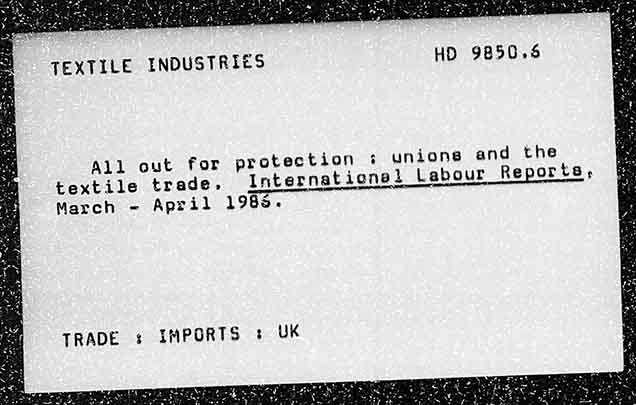 TEXTILE INDUSTRIES HD 9850.6
All out for protection : unions and the
textile trade. International Labour Reports,
March - April 1986.
TRADE : IMPORTS : UK